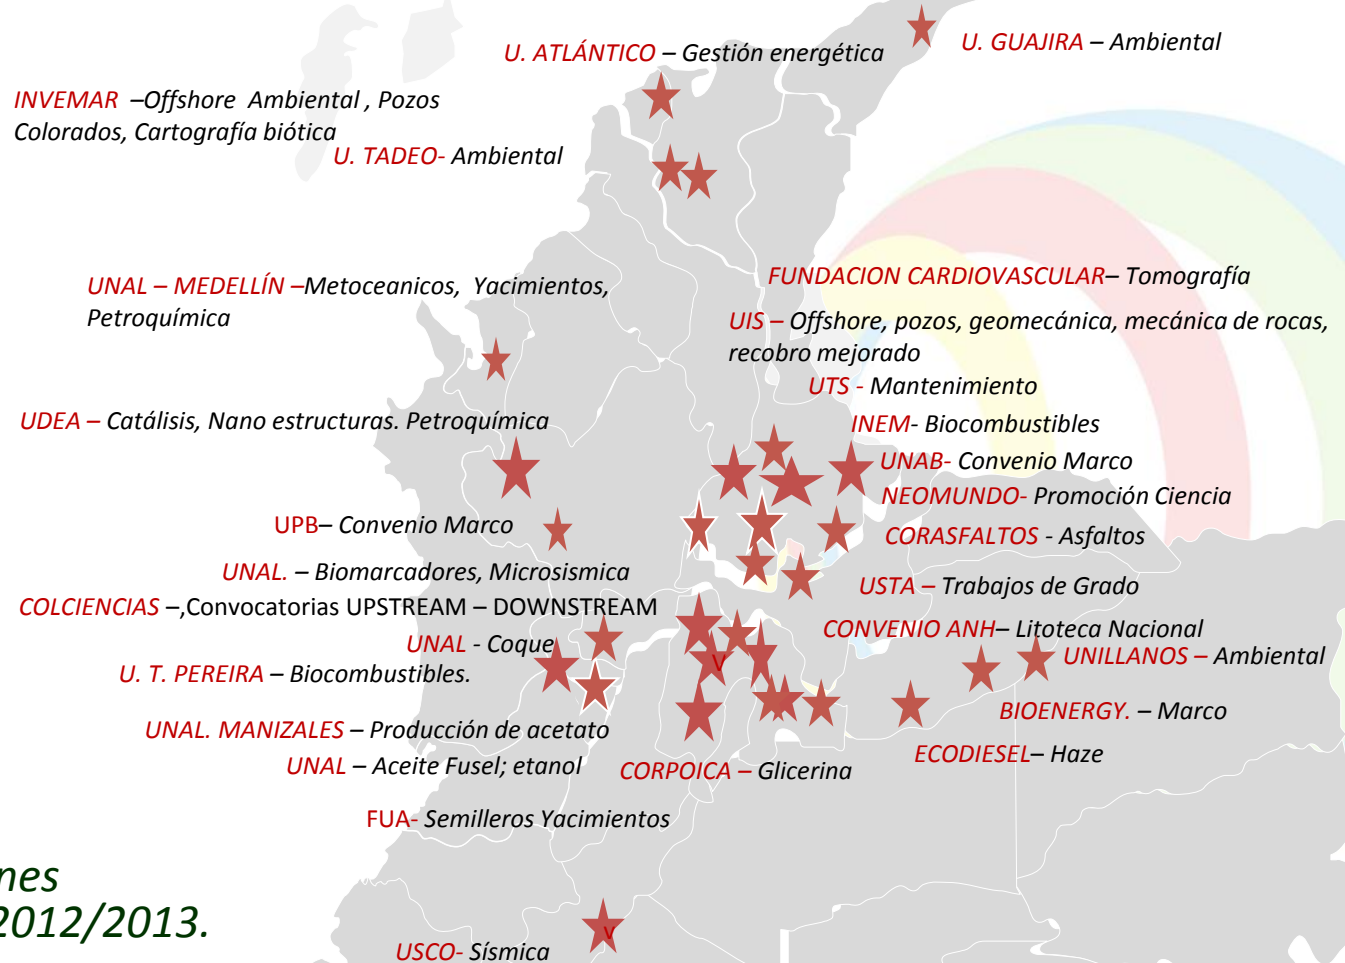 U. ATLÁNTICO – Gestión energética
U. GUAJIRA – Ambiental
INVEMAR –Offshore Ambiental , Pozos
Colorados, Cartografía biótica
U. TADEO- Ambiental
UNAL – MEDELLÍN –Metoceanicos, Yacimientos,
Petroquímica
FUNDACION CARDIOVASCULAR– Tomografía
UIS – Offshore, pozos, geomecánica, mecánica de rocas,
recobro mejorado
UTS - Mantenimiento
UDEA – Catálisis, Nano estructuras. Petroquímica
INEM- Biocombustibles
UNAB- Convenio Marco
NEOMUNDO- Promoción Ciencia
UPB– Convenio Marco
CORASFALTOS - Asfaltos
UNAL. – Biomarcadores, Microsismica
USTA – Trabajos de Grado
COLCIENCIAS –,Convocatorias UPSTREAM – DOWNSTREAM
CONVENIO ANH– Litoteca Nacional
UNAL - Coque
UNILLANOS – Ambiental
V
U. T. PEREIRA – Biocombustibles.
BIOENERGY. – Marco
UNAL. MANIZALES – Producción de acetato
ECODIESEL– Haze
UNAL – Aceite Fusel; etanol
CORPOICA – Glicerina
FUA- Semilleros Yacimientos
nes
2012/2013.
V
USCO- Sísmica